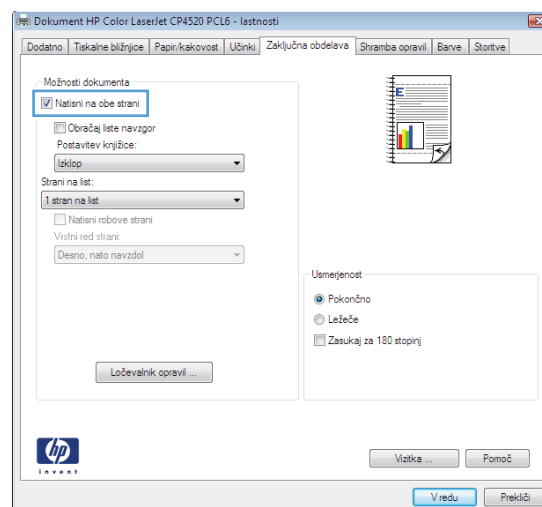 Dokument HP Color LaserJet CP4520 PCL6 - lastnosti
Dodatno Tiskalne bližnjice Papir/kakovost Učinki Zaključna obdelava Shramba opravil Barve Storitve
Možnosti dokumenta
Natisni na obe strani
Obračaj liste navzgor
Postavitev knjižice:
Izklop
Strani na list:
1 stran na list
Natisni robove strani
Vrstni red strani:
Desno, nato navzdol
Ločevalnik opravil ...
E
Usmerjenost
Pokončno
Ležeče
Zasukaj za 180 stopinj
hp
invent
Vizitka ... Pomoč
V redu Prekliči